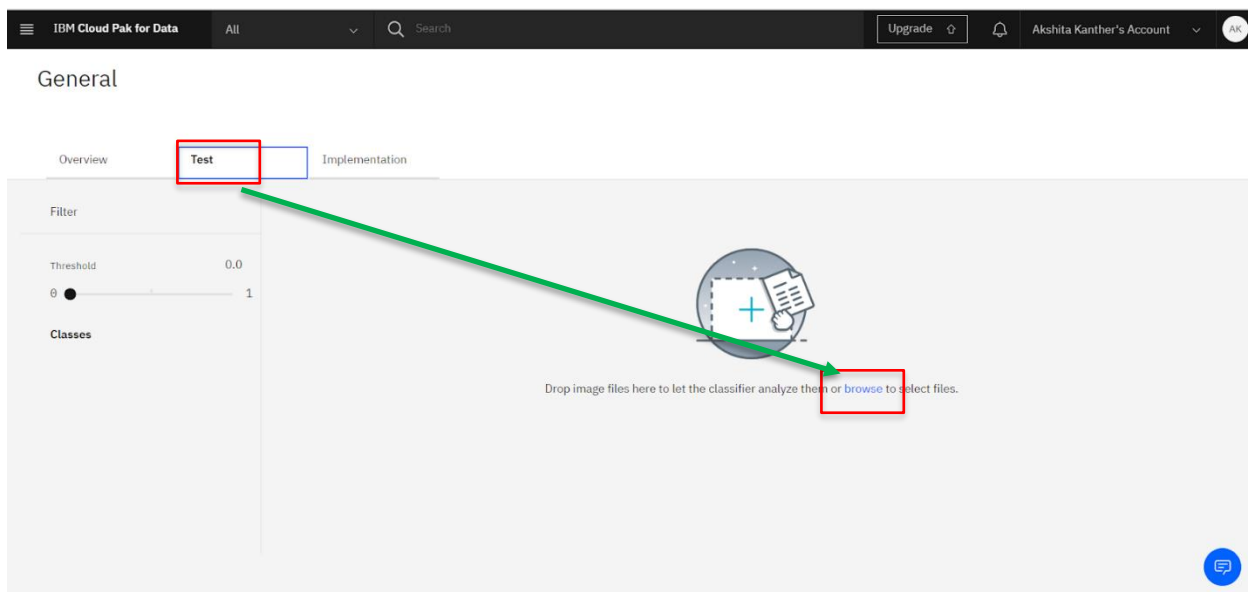 IBM Cloud Pak for Data All Search Upgrade Akshita Kanther's Account AK
General
Overview Test Implementation
Filter
Threshold 0.0
0 1
Classes
Drop image files here to let the classifier analyze them or browse to select files.